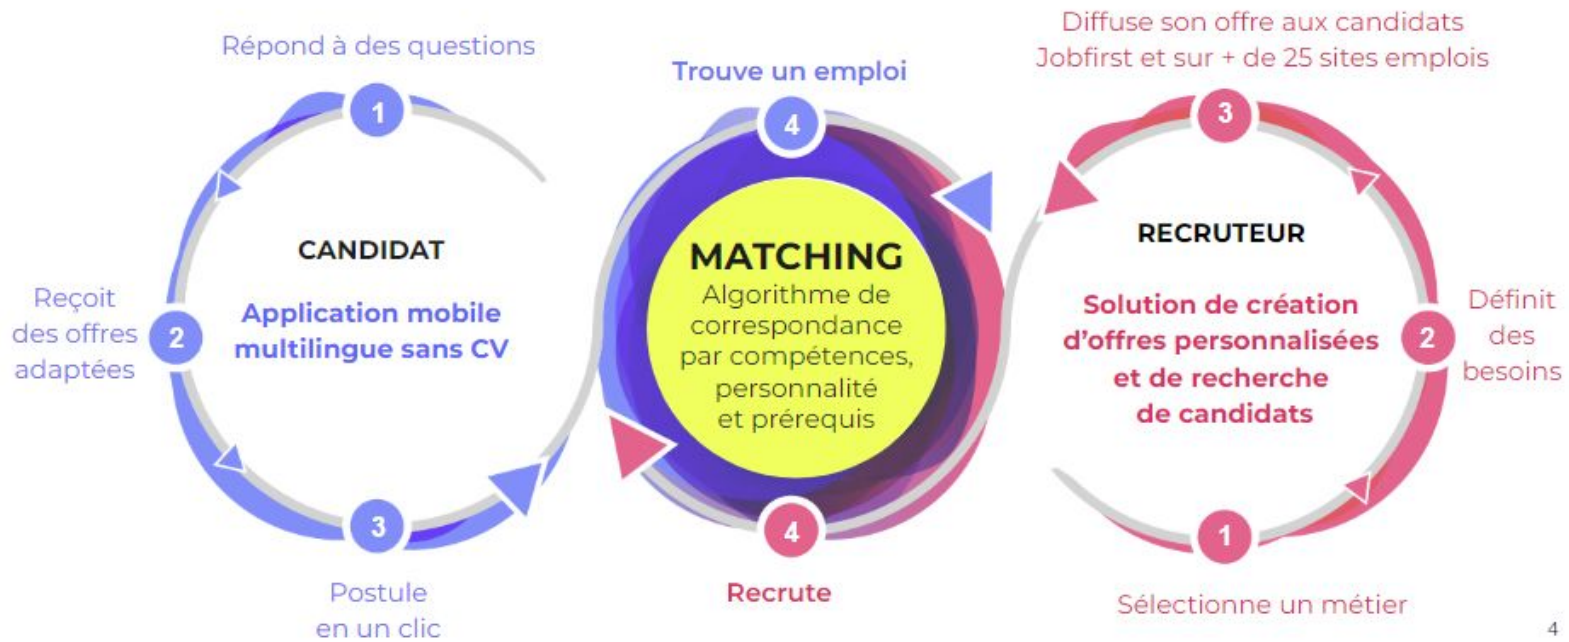 Répond à des questions
1
CANDIDAT
Application mobile
multilingue sans CV
Reçoit
des offres
adaptées
2
3
Postule
en un clic
Trouve un emploi
4
MATCHING
Algorithme de
correspondance
par compétences,
personnalité
et prérequis
4
Recrute
Diffuse son offre aux candidats
Jobfirst et sur + de 25 sites emplois
3
RECRUTEUR
Solution de création
d'offres personnalisées
et de recherche
de candidats
2
Définit
des
besoins
1
Sélectionne un métier
4